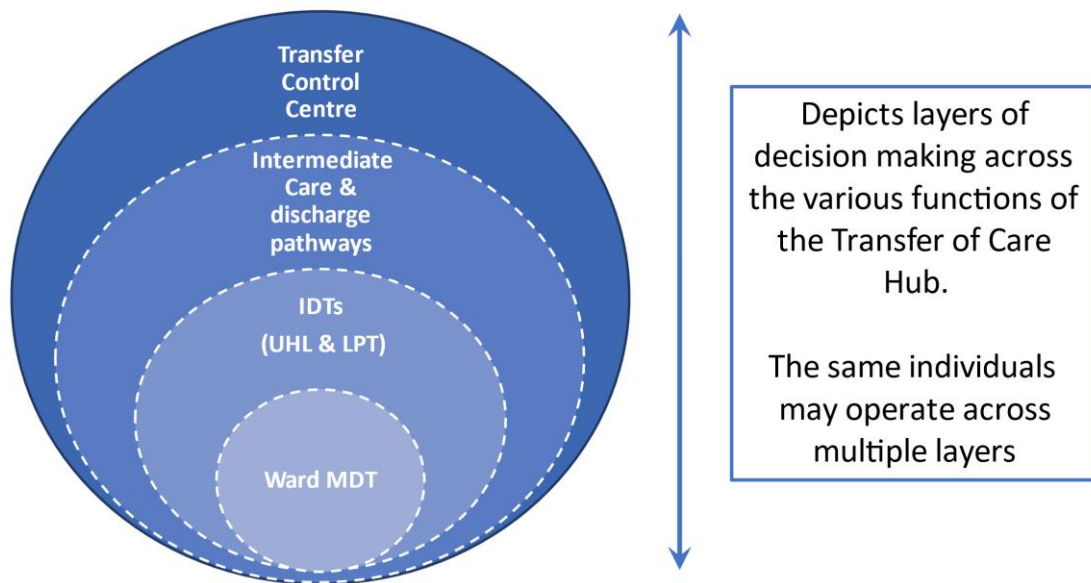 Transfer
Control
Centre
Intermediate
Care &
discharge
pathways
IDTs
(UHL & LPT)
Ward MDT
Depicts layers of
decision making across
the various functions of
the Transfer of Care
Hub.
The same individuals
may operate across
multiple layers